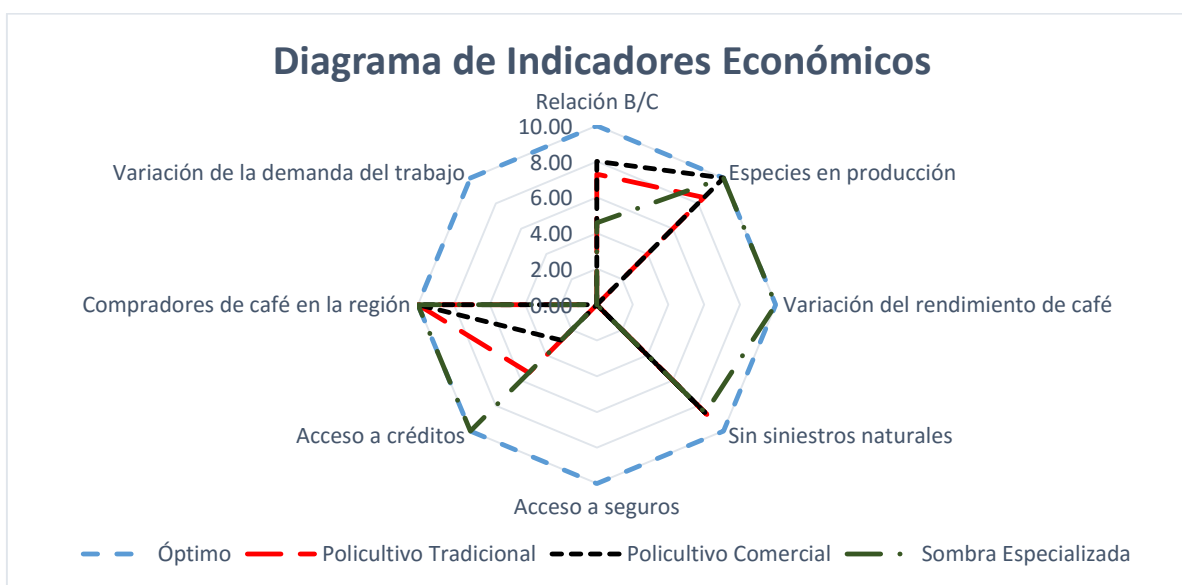 Diagrama de Indicadores Económicos
Relación B/C
10.00
8.00
6.00
4.00
2.00
0.00
Variación de la demanda del trabajo
Especies en producción
Compradores de café en la región
Variación del rendimiento de café
Acceso a créditos
Sin siniestros naturales
Acceso a seguros
Óptimo
Policultivo Tradicional
Policultivo Comercial
Sombra Especializada